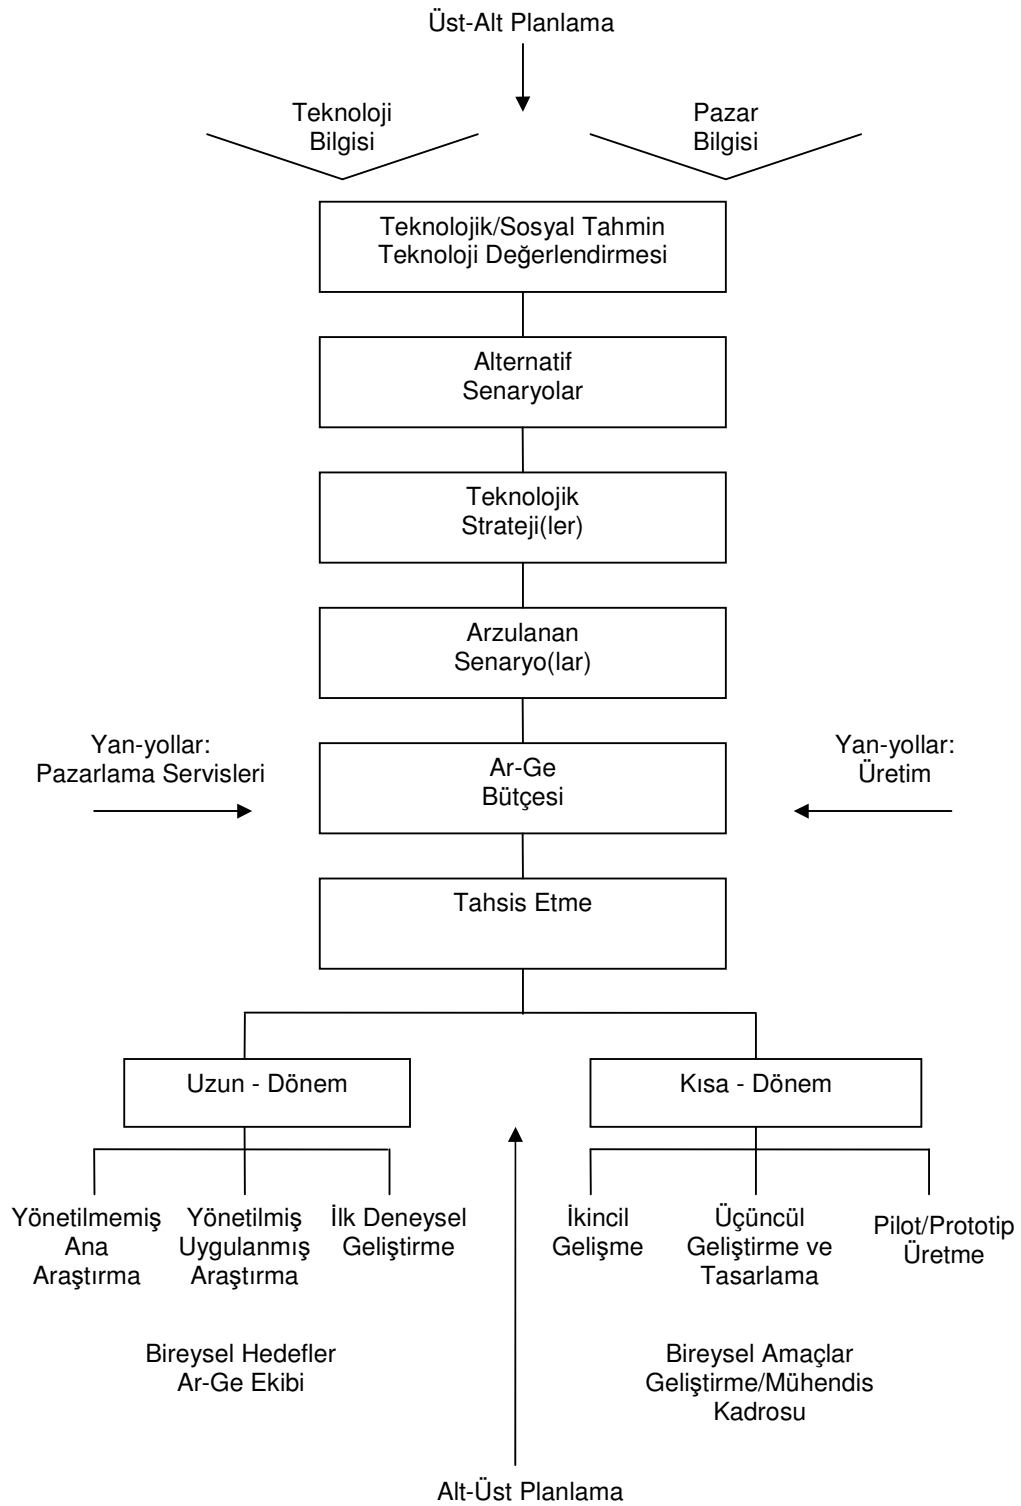 Üst-Alt Planlama
Teknoloji
Bilgisi
Pazar
Bilgisi
Teknolojik/Sosyal Tahmin
Teknoloji Değerlendirmesi
Alternatif
Senaryolar
Teknolojik
Strateji(ler)
Arzulanan
Senaryo(lar)
Yan-yollar:
Pazarlama Servisleri
Ar-Ge
Bütçesi
Yan-yollar:
Üretim
Tahsis Etme
Uzun - Dönem
Kısa - Dönem
Yönetilmemiş
Ana
Araştırma
Yönetilmiş
Uygulanmış
Araştırma
İlk Deneysel
Geliştirme
İkincil
Gelişme
Üçüncül
Geliştirme ve
Tasarlama
Pilot/Prototip
Üretme
Bireysel Hedefler
Ar-Ge Ekibi
Bireysel Amaçlar
Geliştirme/Mühendis
Kadrosu
Alt-Üst Planlama